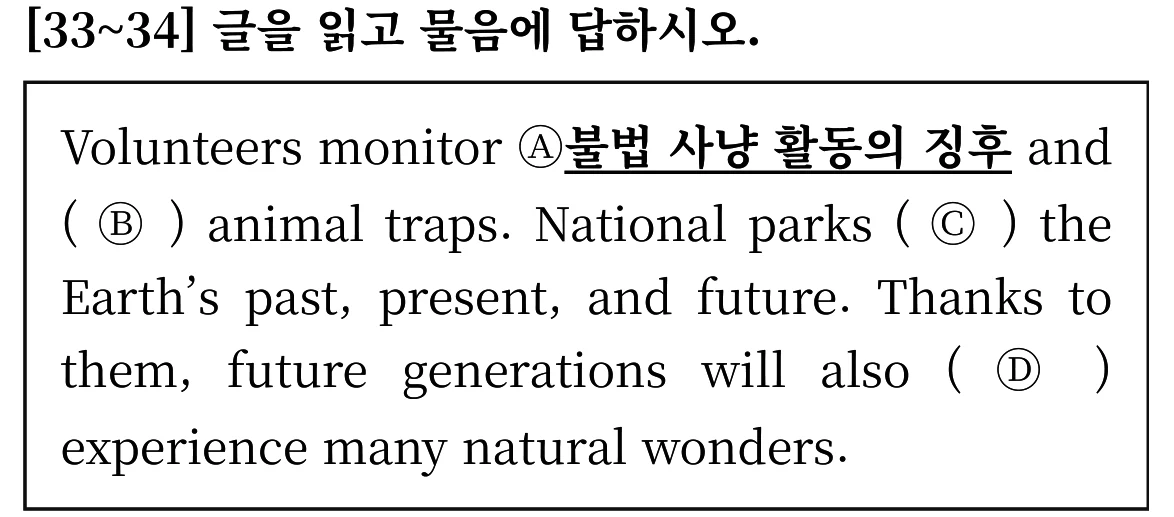 [33~34] 글을 읽고 물음에 답하시오.
Volunteers monitor Ⓐ불법 사냥 활동의 징후 and
( Ⓑ ) animal traps. National parks ( Ⓒ ) the
Earth’s past, present, and future. Thanks to
them, future generations will also ( Ⓓ )
experience many natural wonders.